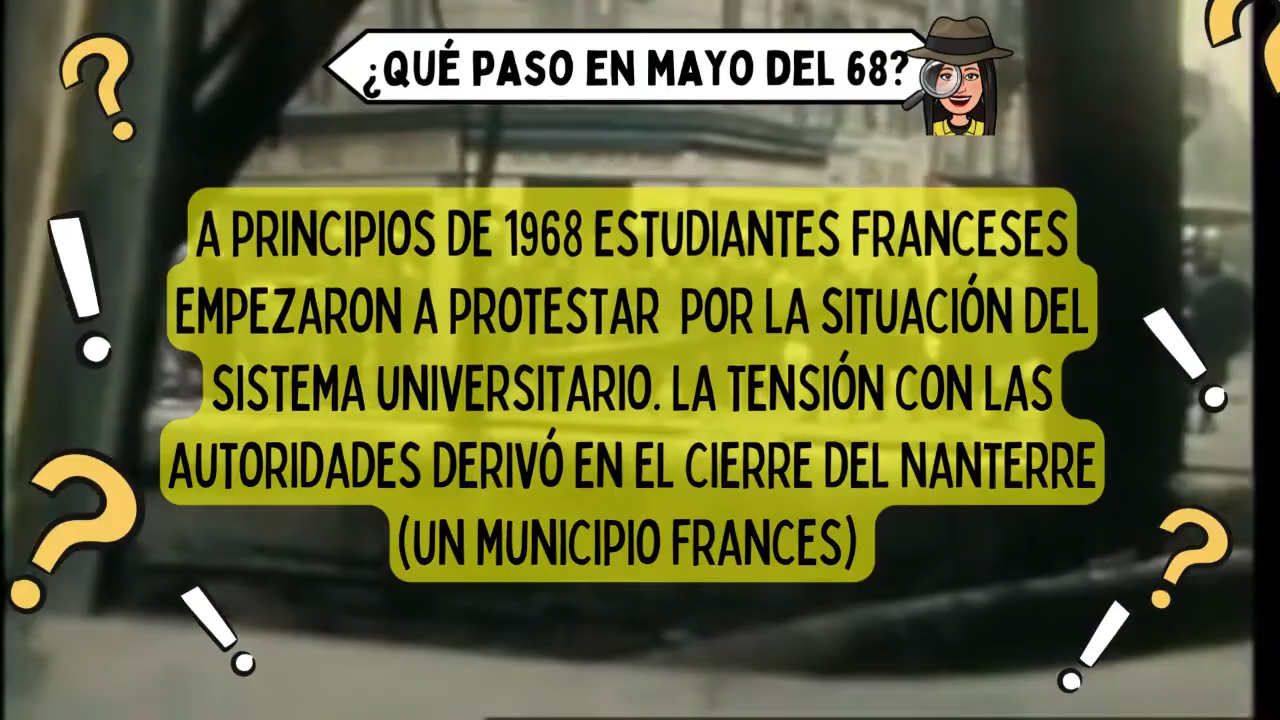 ¿QUÉ PASO EN MAYO DEL 68?
A PRINCIPIOS DE 1968 ESTUDIANTES FRANCESES
EMPEZARON A PROTESTAR POR LA SITUACIÓN DEL
SISTEMA UNIVERSITARIO. LA TENSIÓN CON LAS
AUTORIDADES DERIVÓ EN EL CIERRE DEL NANTERRE
(UN MUNICIPIO FRANCES)